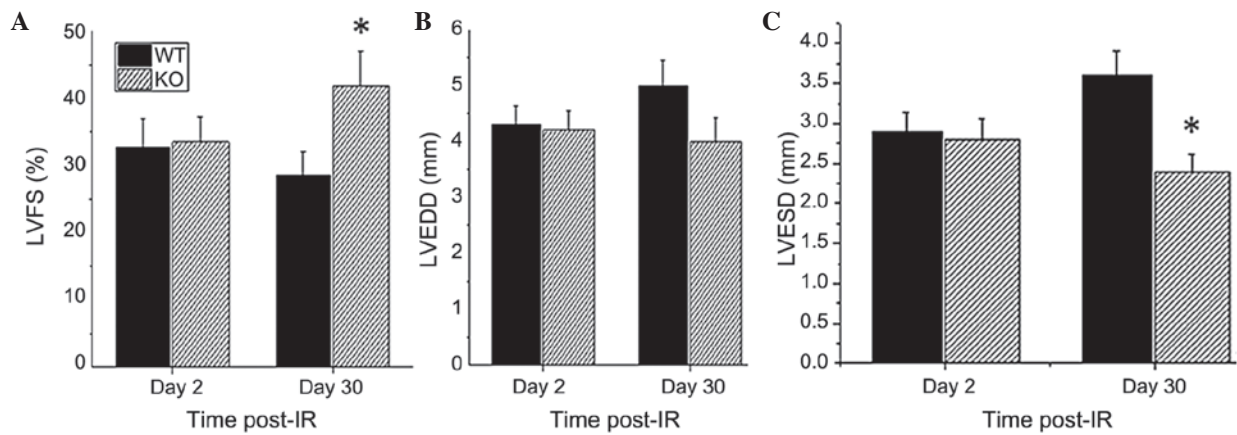 A
LVFS (%)
50
40
30
20
10
0
WT
KO
*
Day 2
Day 30
Time post-IR
B
LVEDD (mm)
6
5
4
3
2
1
0
Day 2
Day 30
Time post-IR
C
LVESD (mm)
4.0
3.5
3.0
2.5
2.0
1.5
1.0
0.5
0.0
*
Day 2
Day 30
Time post-IR